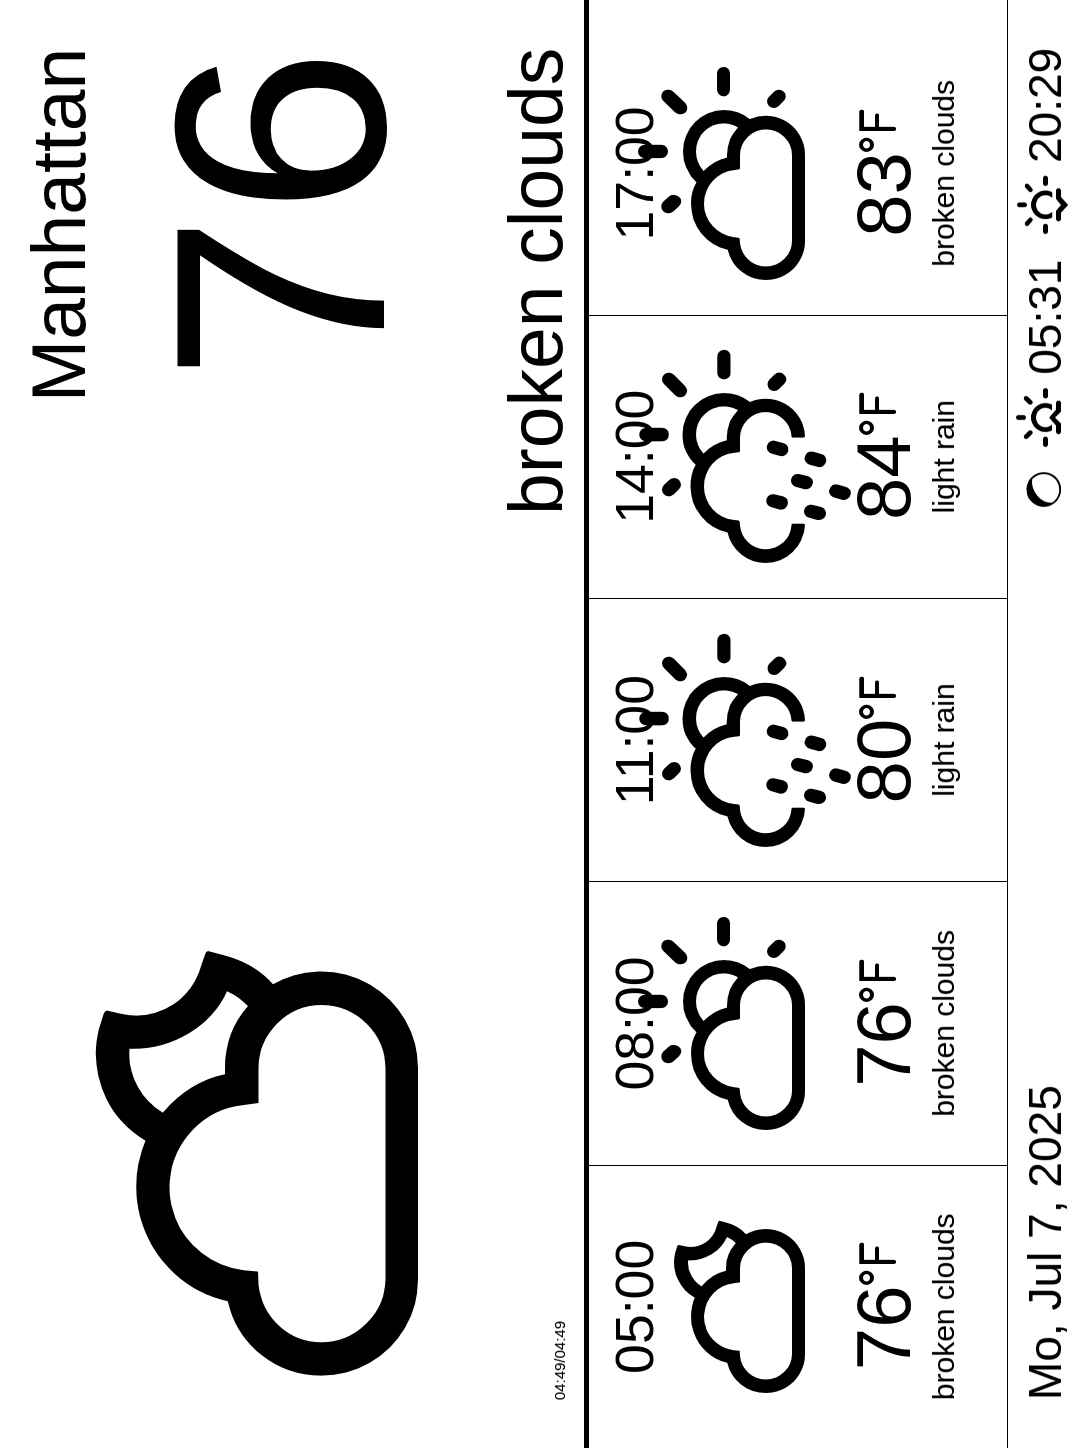 Manhattan
76
broken clouds
04:49/04:49
05:00
76°F
broken clouds
08:00
76°F
broken clouds
11:00
80°F
light rain
14:00
84°F
light rain
17:00
83°F
broken clouds
Mo, Jul 7, 2025
05:31
20:29